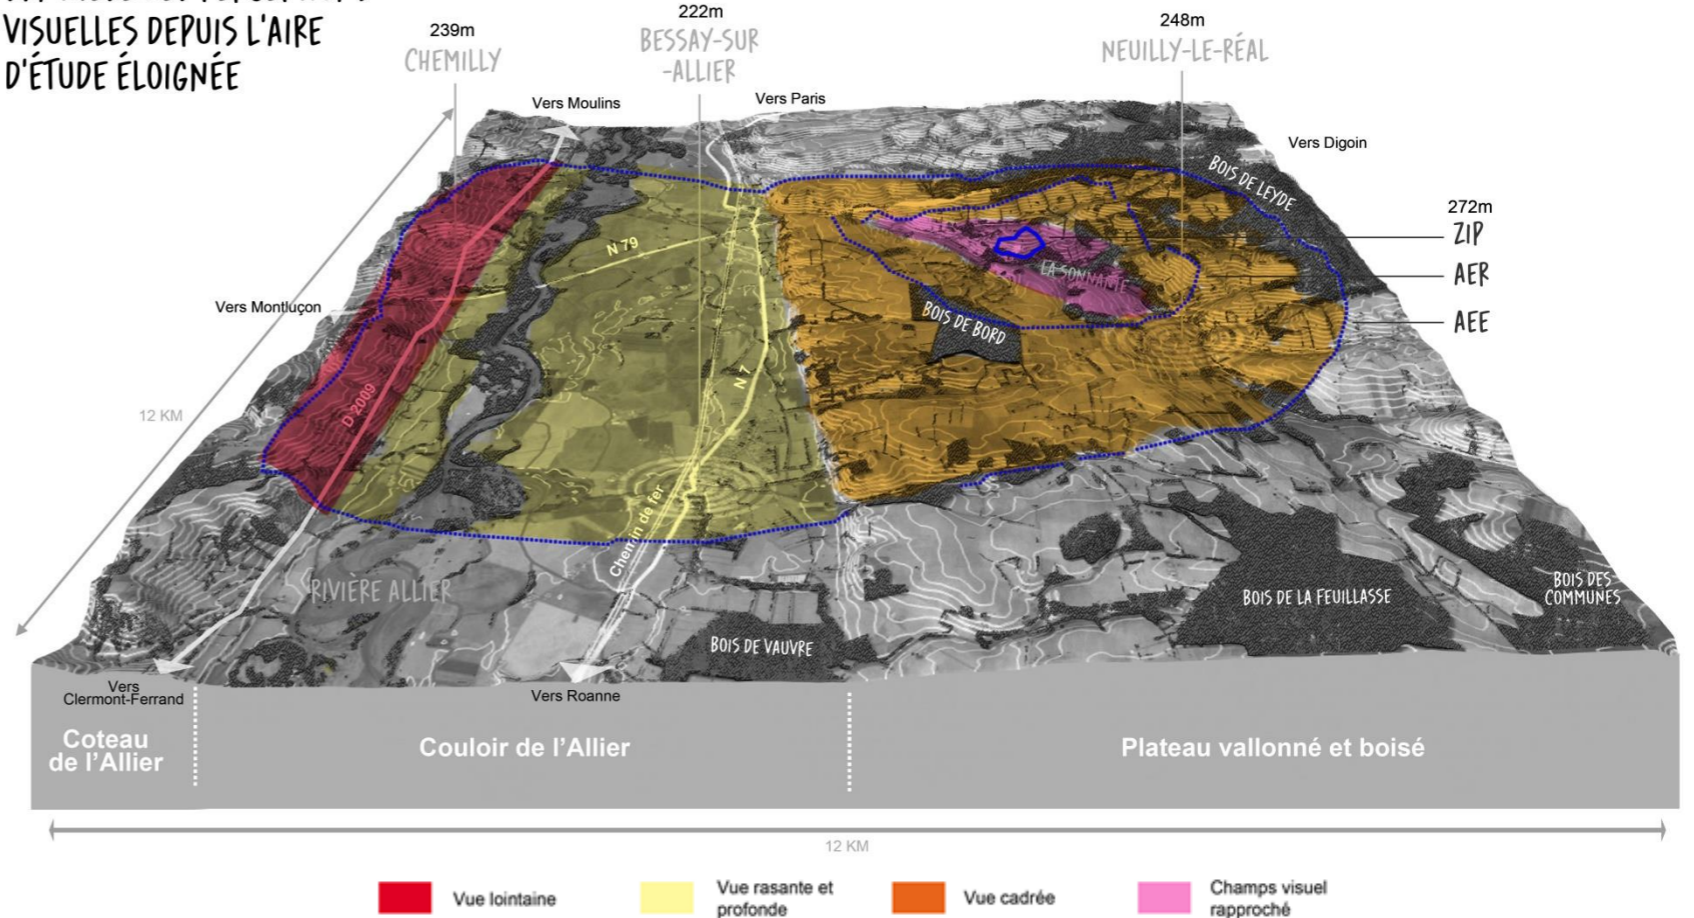 VISUELLES DEPUIS L'AIRE
D'ÉTUDE ÉLOIGNÉE
239m
CHEMILLY
222m
BESSAY-SUR
-ALLIER
248m
NEUILLY-LE-RÉAL
Vers Moulins
Vers Paris
Vers Digoin
BOIS DE LEYDE
272m
ZIP
AER
AEE
N 79
LA SONNANTE
Vers Montluçon
BOIS DE BORD
12 KM
D 2009
N 7
Chemin de fer
RIVIÈRE ALLIER
BOIS DE VAUVRE
BOIS DE LA FEUILLASSE
BOIS DES
COMMUNES
Vers
Clermont-Ferrand
Vers Roanne
Coteau
de l'Allier
Couloir de l'Allier
Plateau vallonné et boisé
12 KM
Vue lointaine
Vue rasante et
profonde
Vue cadrée
Champs visuel
rapproché